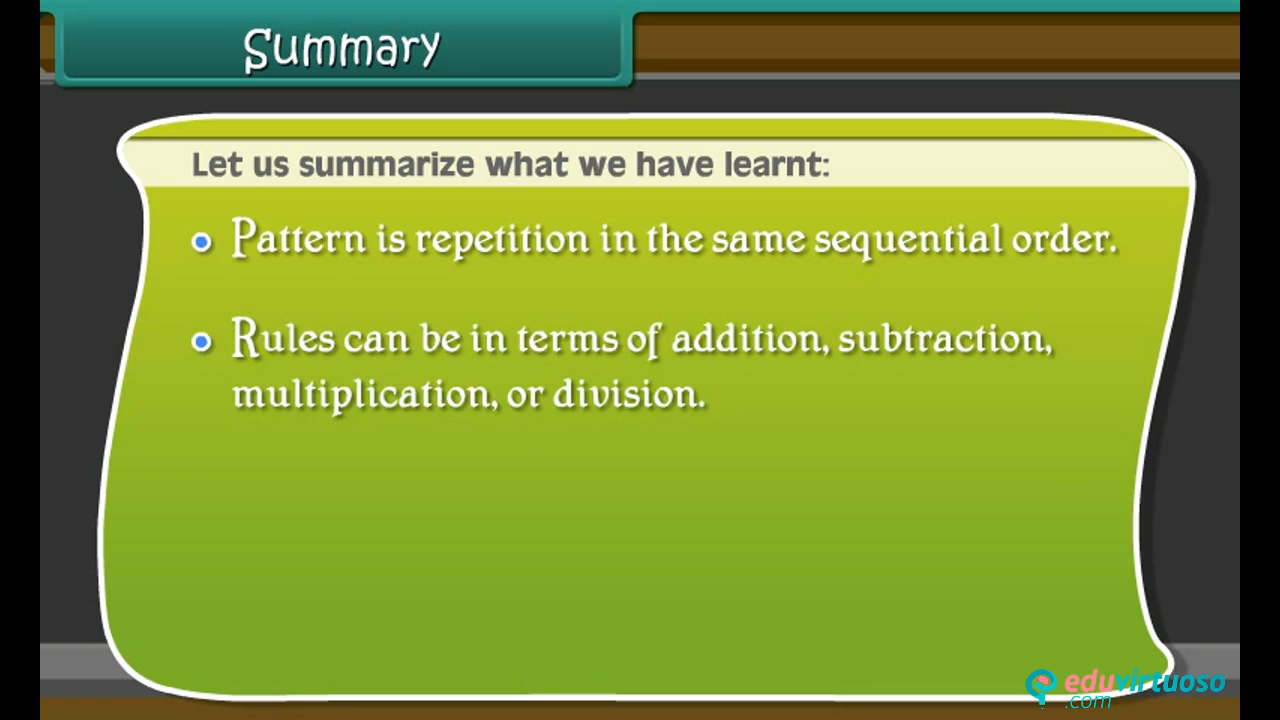 Summary
Let us summarize what we have learnt:
Pattern is repetition in the same sequential order.
Rules can be in terms of addition, subtraction,
multiplication, or division.
eduvirtuoso
.com